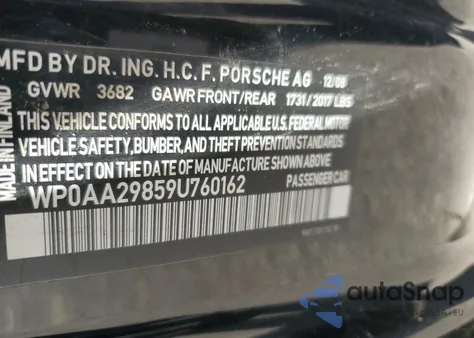 MFD BY DR. ING. H.C. F. PORSCHE AG 12/08
GVWR 3682 GAWR FRONT/REAR 1731/2017 LBS
THIS VEHICLE CONFORMS TO ALL APPLICABLE U.S. FEDERAL MOTOR
VEHICLE SAFETY, BUMPER, AND THEFT PREVENTION STANDARDS
IN EFFECT ON THE DATE OF MANUFACTURE SHOWN ABOVE.
WP0AA29859U760162 PASSENGER CAR
MADE IN FINLAND
autoSnap